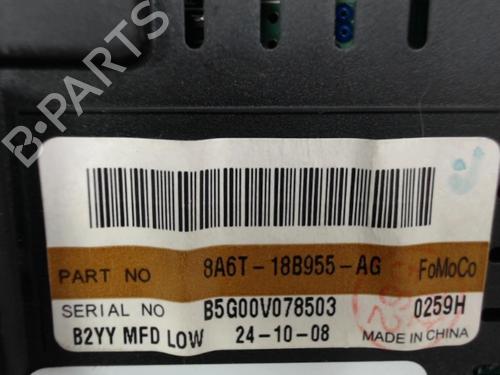 B-PARTS
PART NO 8A6T-18B955-AG FoMoCo
SERIAL NO B5G00V078503 0259H
B2YY MFD LOW 24-10-08 MADE IN CHINA